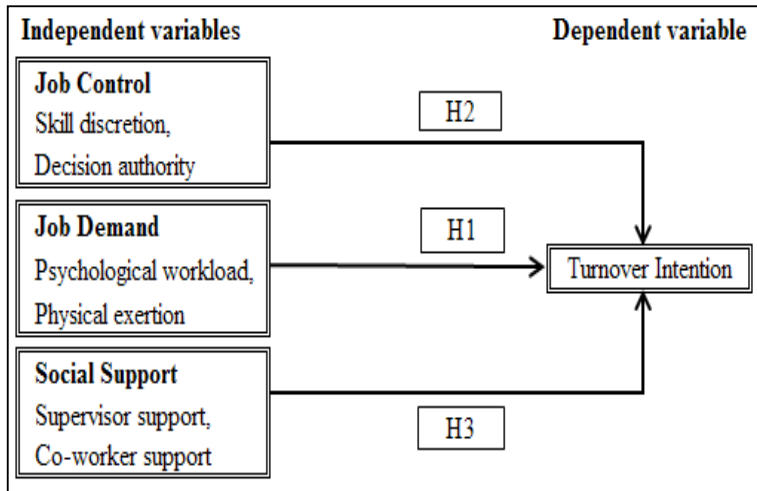 Independent variables
Dependent variable
Job Control
Skill discretion,
Decision authority
H2
Job Demand
Psychological workload,
Physical exertion
H1
Turnover Intention
Social Support
Supervisor support,
Co-worker support
H3